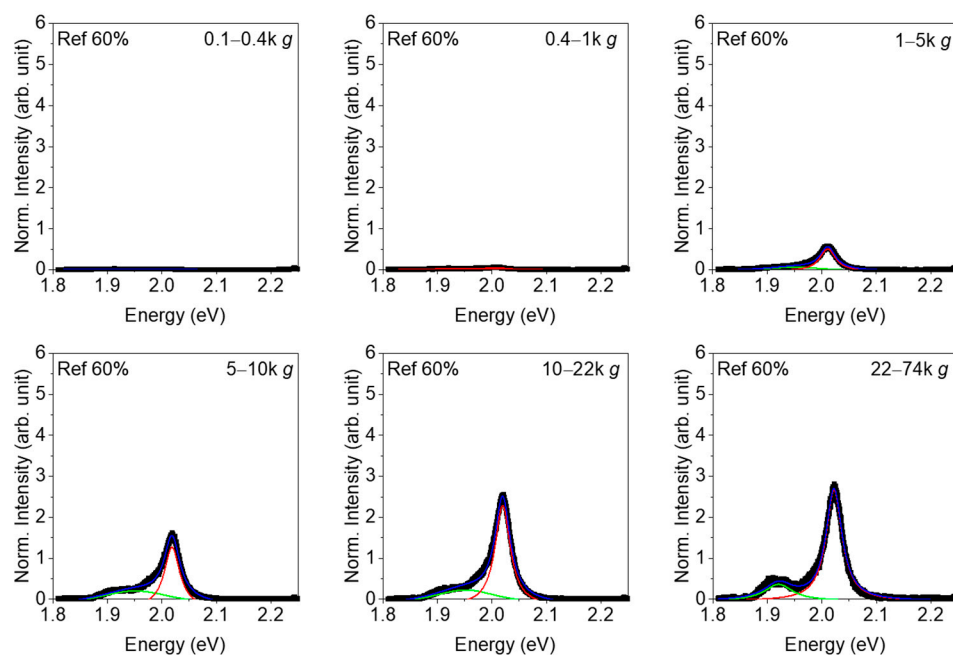 6
Ref 60%
0.1–0.4k g
5
4
3
2
1
0
Norm. Intensity (arb. unit)
1.8 1.9 2.0 2.1 2.2
Energy (eV)
6
Ref 60%
0.4–1k g
5
4
3
2
1
0
Norm. Intensity (arb. unit)
1.8 1.9 2.0 2.1 2.2
Energy (eV)
6
Ref 60%
1–5k g
5
4
3
2
1
0
Norm. Intensity (arb. unit)
1.8 1.9 2.0 2.1 2.2
Energy (eV)
6
Ref 60%
5–10k g
5
4
3
2
1
0
Norm. Intensity (arb. unit)
1.8 1.9 2.0 2.1 2.2
Energy (eV)
6
Ref 60%
10–22k g
5
4
3
2
1
0
Norm. Intensity (arb. unit)
1.8 1.9 2.0 2.1 2.2
Energy (eV)
6
Ref 60%
22–74k g
5
4
3
2
1
0
Norm. Intensity (arb. unit)
1.8 1.9 2.0 2.1 2.2
Energy (eV)